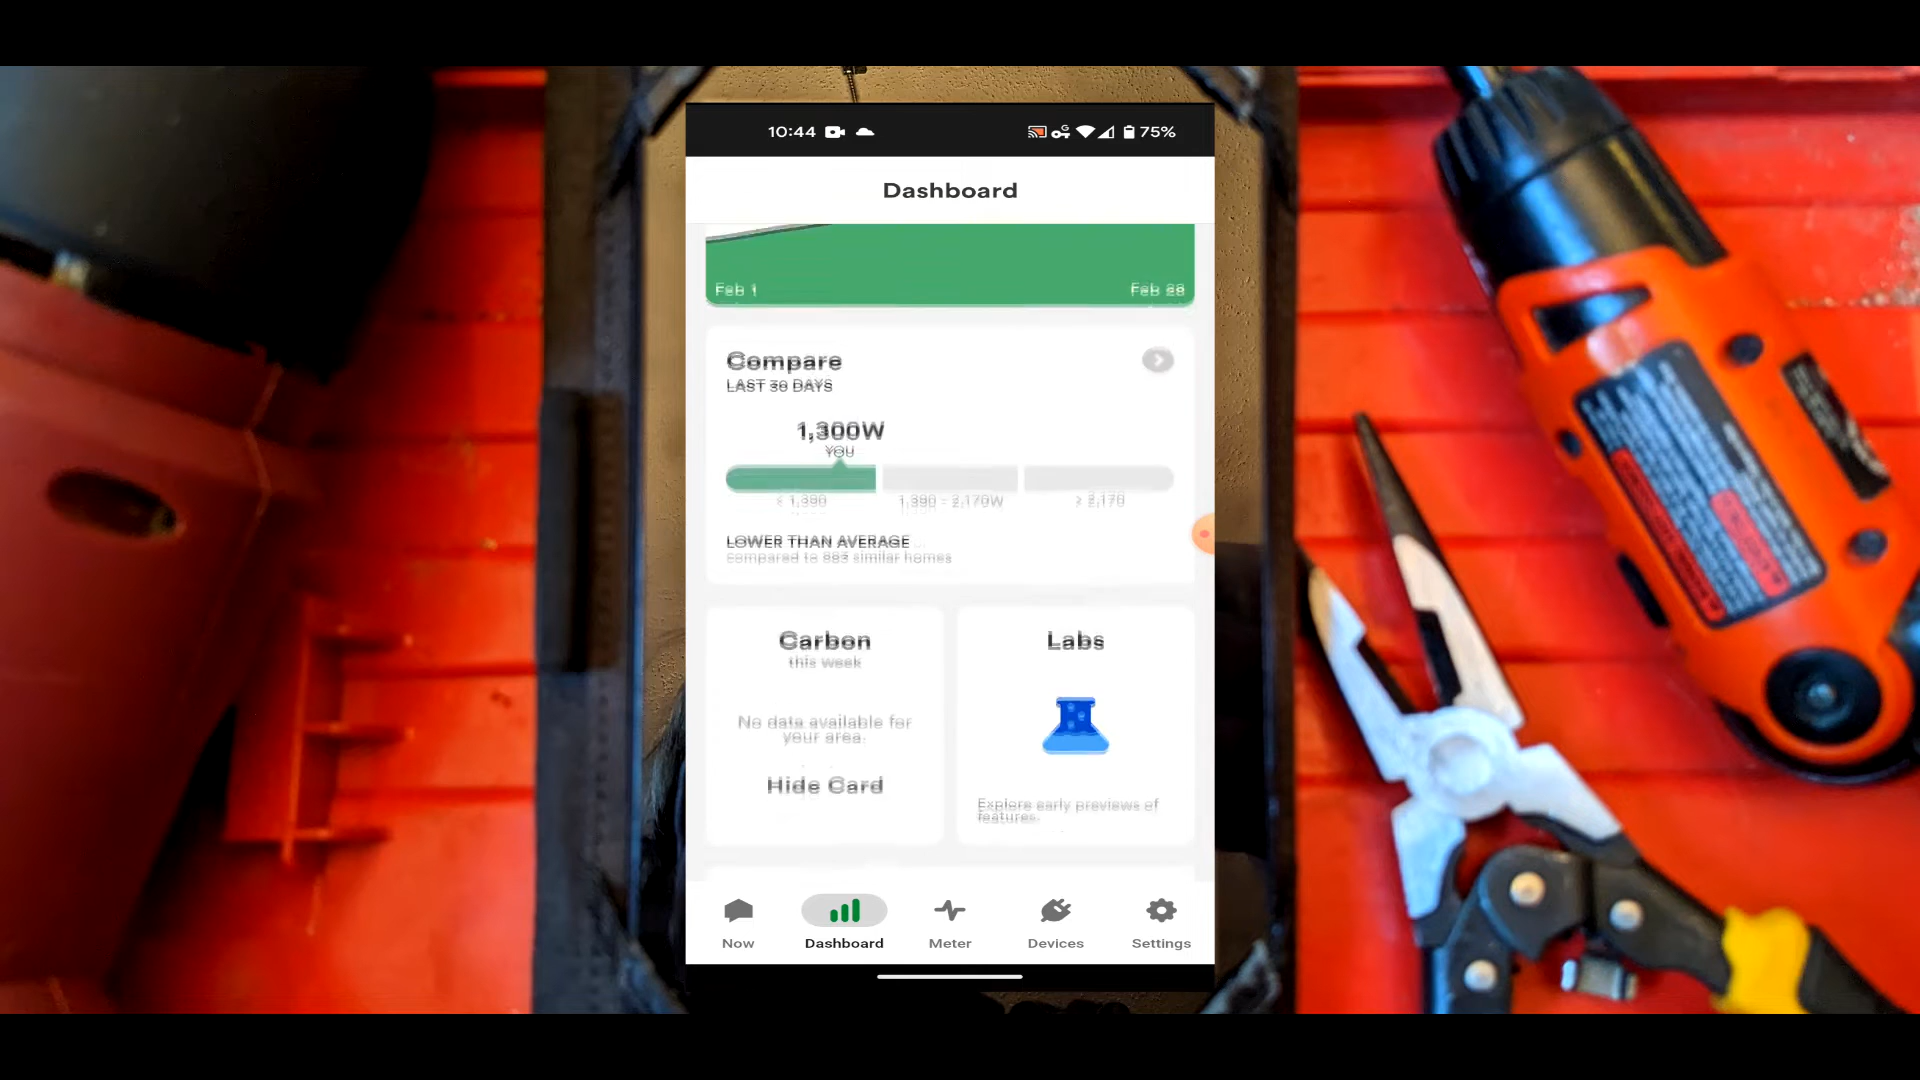 10:44
75%
Dashboard
Feb 1
Feb 28
Compare
LAST 30 DAYS
1,300W
YOU
< 1,390
1,390 - 2,170W
> 2,170
LOWER THAN AVERAGE
compared to 883 similar homes
Carbon
this week
No data available for
your area.
Hide Card
Labs
Explore early previews of
features.
Now
Dashboard
Meter
Devices
Settings